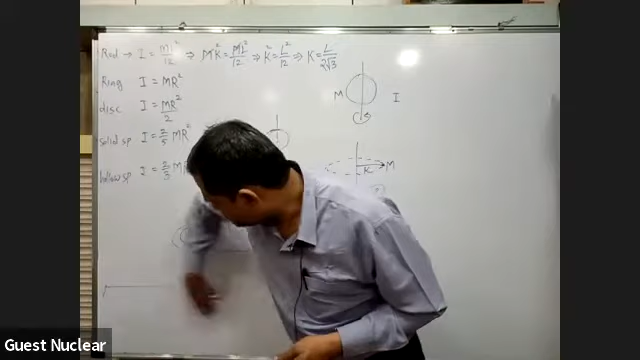 Rod → I = ML²/12 ⇒ MK² = ML²/12 ⇒ K² = L²/12 ⇒ K = L/2√3
Ring I = MR²
disc I = MR²/2
solid sp I = 2/5 MR²
hollow sp I = 2/3 M
M I
K M
Guest Nuclear